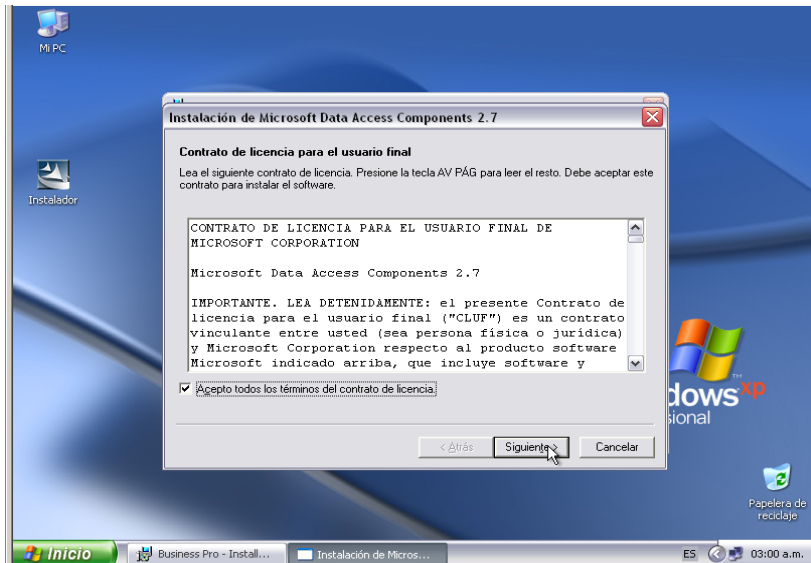 Mi PC
Instalador
Instalación de Microsoft Data Access Components 2.7
Contrato de licencia para el usuario final
Lea el siguiente contrato de licencia. Presione la tecla AV PÁG para leer el resto. Debe aceptar este
contrato para instalar el software.
CONTRATO DE LICENCIA PARA EL USUARIO FINAL DE
MICROSOFT CORPORATION
Microsoft Data Access Components 2.7
IMPORTANTE. LEA DETENIDAMENTE: el presente Contrato de
licencia para el usuario final ("CLUF") es un contrato
vinculante entre usted (sea persona física o jurídica)
y Microsoft Corporation respecto al producto software
Microsoft indicado arriba, que incluye software y
Acepto todos los términos del contrato de licencia.
< Atrás
Siguiente >
Cancelar
dows xp
sional
Papelera de
reciclaje
Inicio
Business Pro - Install...
Instalación de Micros...
ES
03:00 a.m.